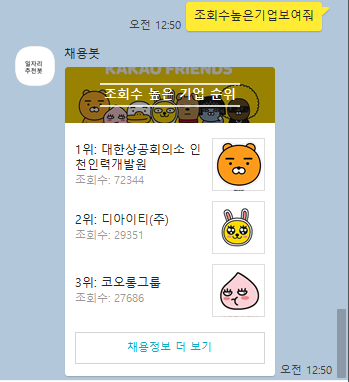 조회수높은기업보여줘
오전 12:50
일자리
추천봇
채용봇
KAKAO FRIENDS
조회수 높은 기업 순위
1위: 대한상공회의소 인
천인력개발원
조회수: 72344
2위: 디아이티(주)
조회수: 29351
3위: 코오롱그룹
조회수: 27686
채용정보 더 보기
오전 12:50